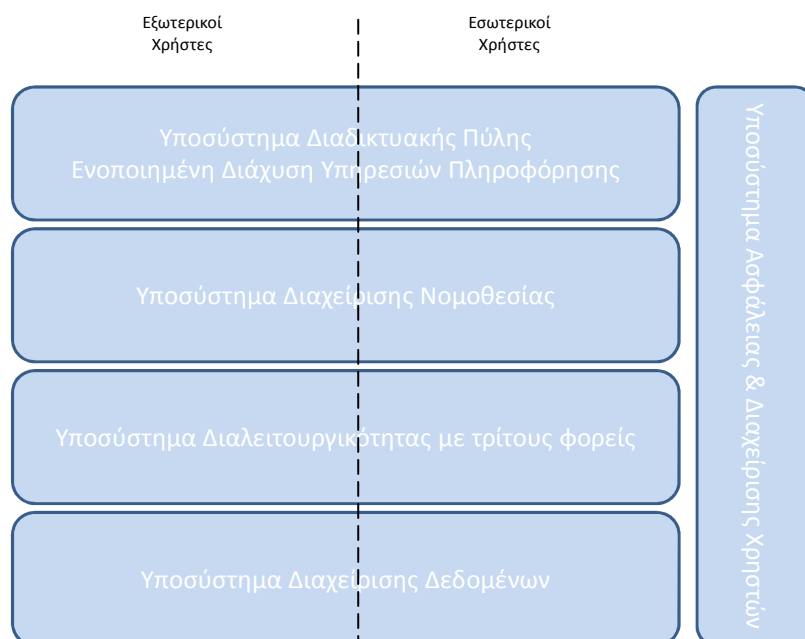 Εξωτερικοί
Χρήστες
Εσωτερικοί
Χρήστες
Υποσύστημα Διαδικτυακής Πύλης
Ενοποιημένη Διάχυση Υπηρεσιών Πληροφόρησης
Υποσύστημα Διαχείρισης Νομοθεσίας
Υποσύστημα Διαλειτουργικότητας με τρίτους φορείς
Υποσύστημα Διαχείρισης Δεδομένων
Υποσύστημα Ασφάλειας & Διαχείρισης Χρηστών